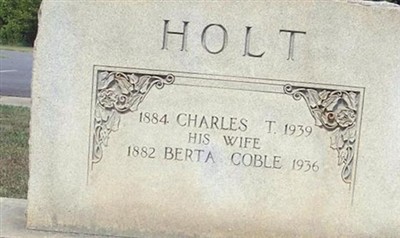 HOLT
1884 CHARLES T. 1939
HIS WIFE
1882 BERTA COBLE 1936